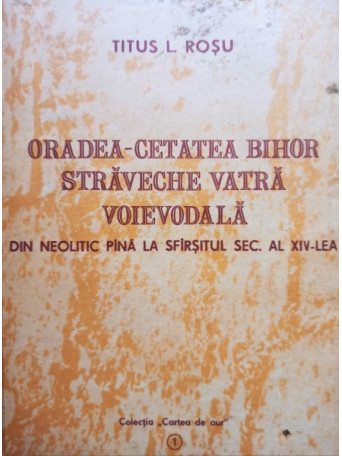 TITUS L. ROȘU
ORADEA-CETATEA BIHOR
STRĂVECHE VATRĂ
VOIEVODALĂ
DIN NEOLITIC PÎNĂ LA SFÎRȘITUL SEC. AL XIV-LEA
Colecția „Cartea de aur"
1